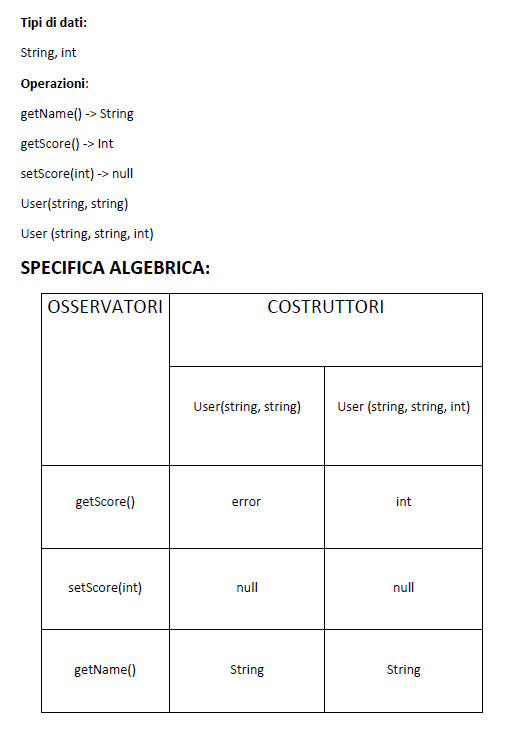 Tipi di dati:
String, int
Operazioni:
getName() -> String
getScore() -> Int
setScore(int) -> null
User(string, string)
User (string, string, int)
SPECIFICA ALGEBRICA:
OSSERVATORI COSTRUTTORI
User(string, string) User (string, string, int)
getScore() error int
setScore(int) null null
getName() String String